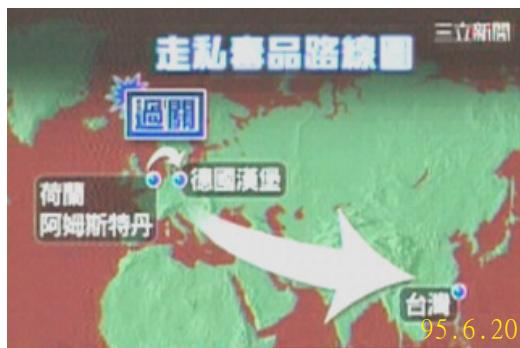 三立新聞
走私毒品路線圖
過關
荷蘭
阿姆斯特丹
德國漢堡
台灣
95.6.20